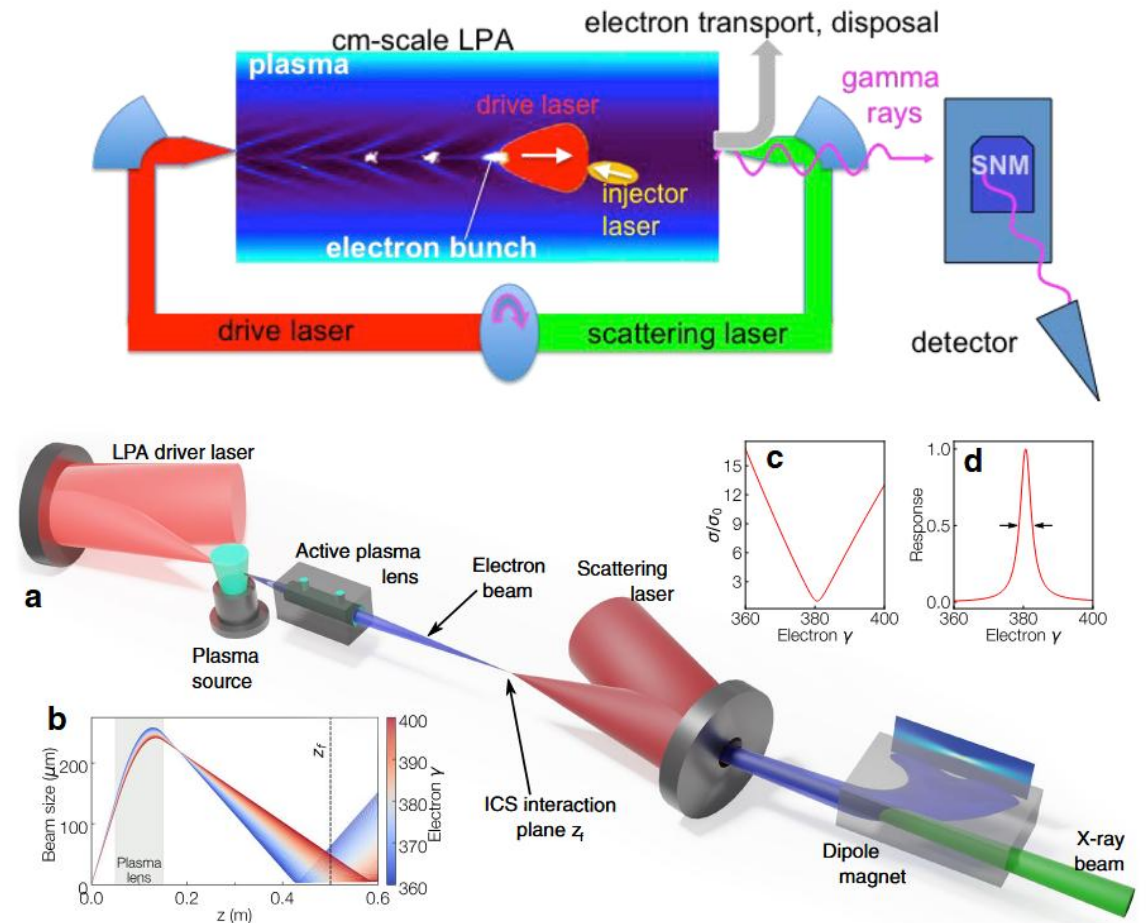 electron transport, disposal
cm-scale LPA
plasma
drive laser
gamma
rays
SNM
injector
laser
electron bunch
drive laser
scattering laser
detector
LPA driver laser
Active plasma
lens
Electron
beam
Scattering
laser
a
Plasma
source
c
σ/σ₀
15
12
9
6
3
360
380
400
Electron γ
d
Response
1.0
0.5
0.0
360
380
400
Electron γ
b
Beam size (μm)
200
100
0
Plasma
lens
zf
0.0
0.2
0.4
0.6
z (m)
400
390
380
370
360
Electron γ
ICS interaction
plane zf
Dipole
magnet
X-ray
beam